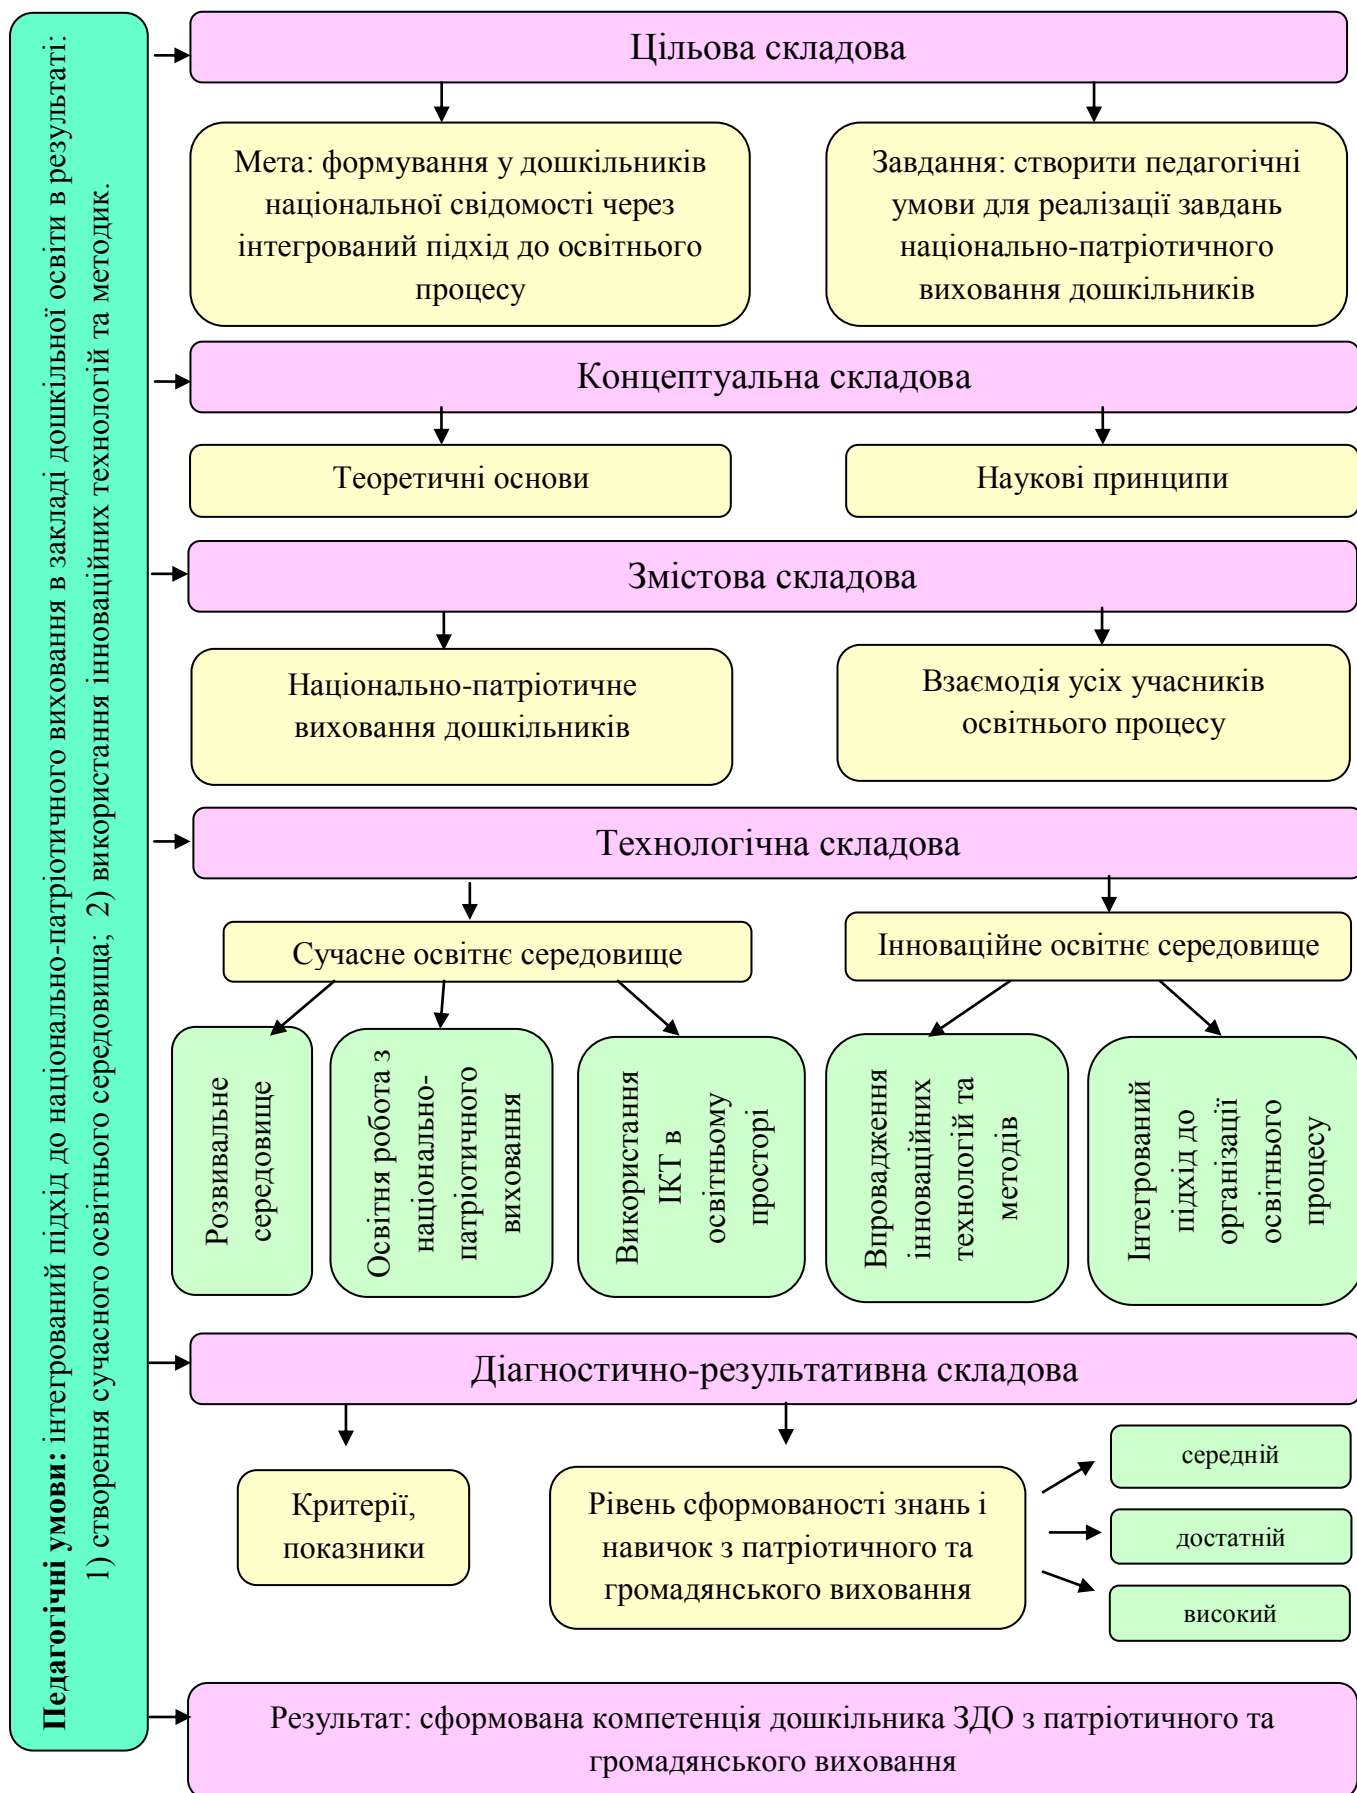 Педагогічні умови: інтегрований підхід до національно-патріотичного виховання в закладі дошкільної освіти в результаті:
1) створення сучасного освітнього середовища; 2) використання інноваційних технологій та методик.
Цільова складова
Мета: формування у дошкільників
національної свідомості через
інтегрований підхід до освітнього
процесу
Завдання: створити педагогічні
умови для реалізації завдань
національно-патріотичного
виховання дошкільників
Концептуальна складова
Теоретичні основи
Наукові принципи
Змістова складова
Національно-патріотичне
виховання дошкільників
Взаємодія усіх учасників
освітнього процесу
Технологічна складова
Сучасне освітнє середовище
Інноваційне освітнє середовище
Розвивальне
середовище
Освітня робота з
національно-
патріотичного
виховання
Використання
ІКТ в
освітньому
просторі
Впровадження
інноваційних
технологій та
методів
Інтегрований
підхід до
організації
освітнього
процесу
Діагностично-результативна складова
Критерії,
показники
Рівень сформованості знань і
навичок з патріотичного та
громадянського виховання
середній
достатній
високий
Результат: сформована компетенція дошкільника ЗДО з патріотичного та
громадянського виховання